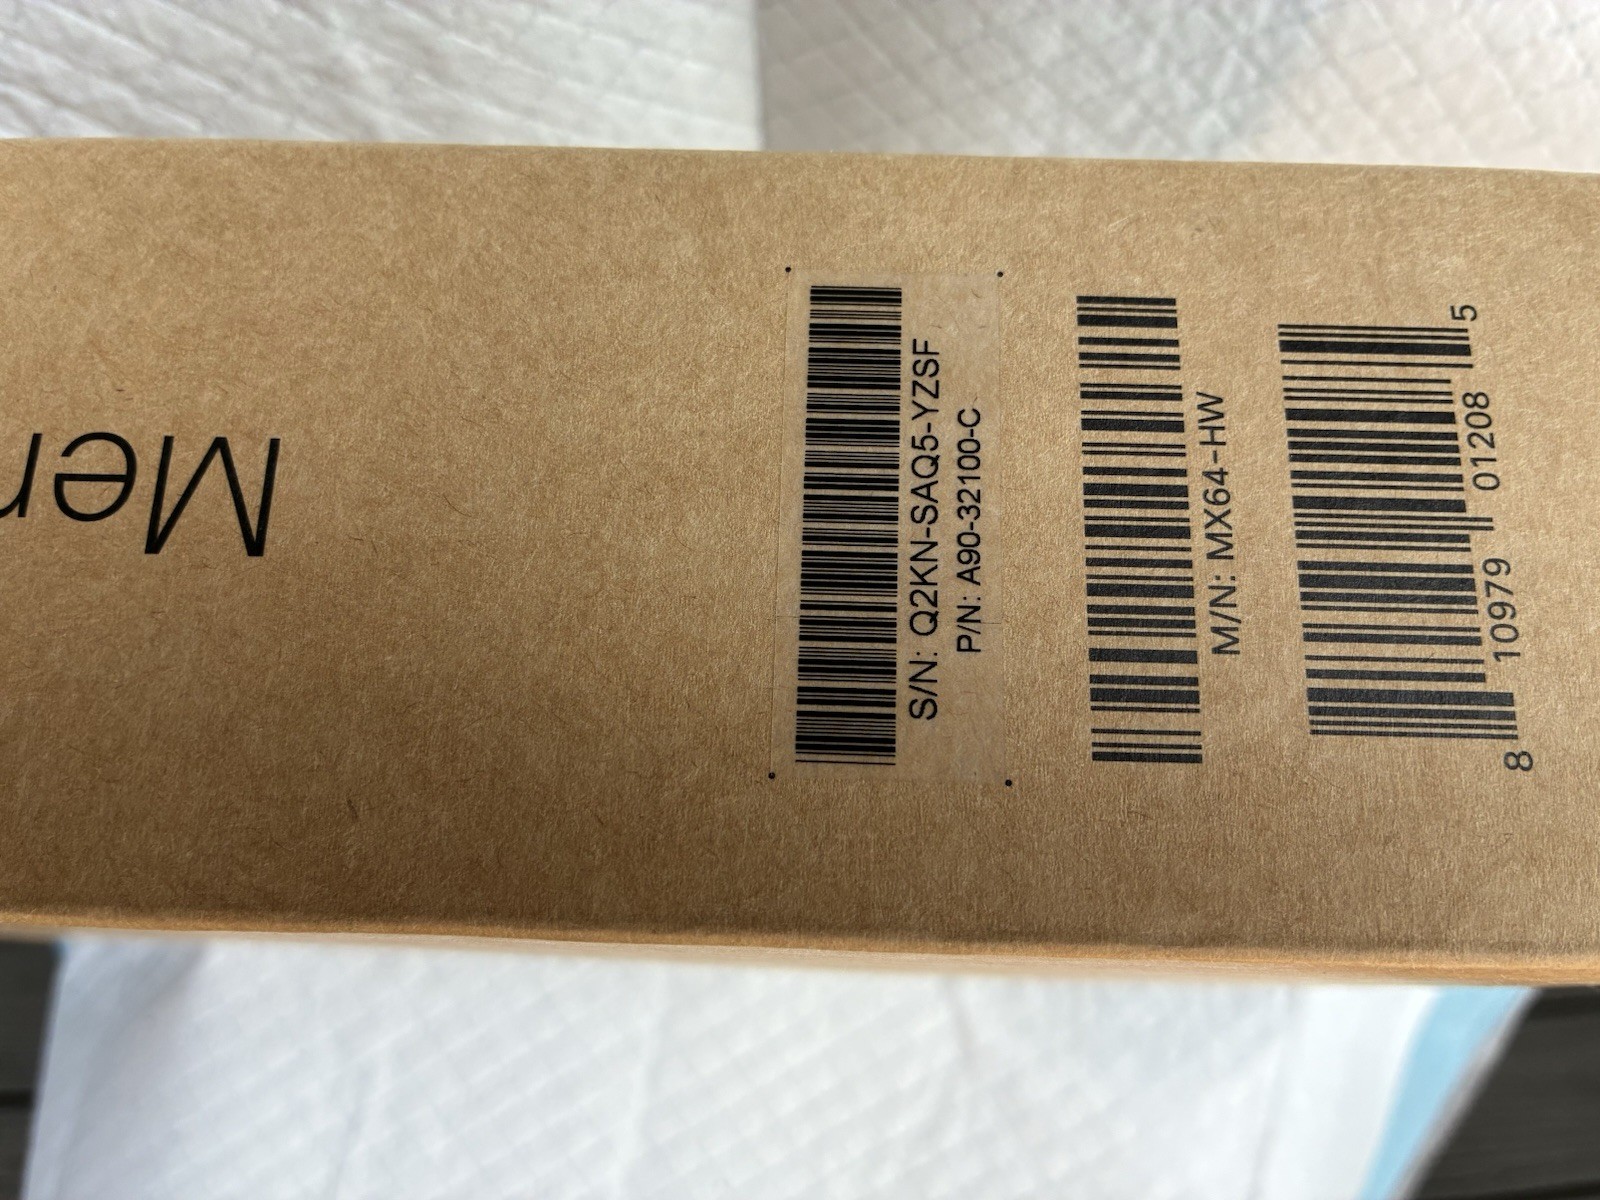 Mer
S/N: Q2KN-SAQ5-YZSF
P/N: A90-32100-C
M/N: MX64-HW
8 10979 01208 5